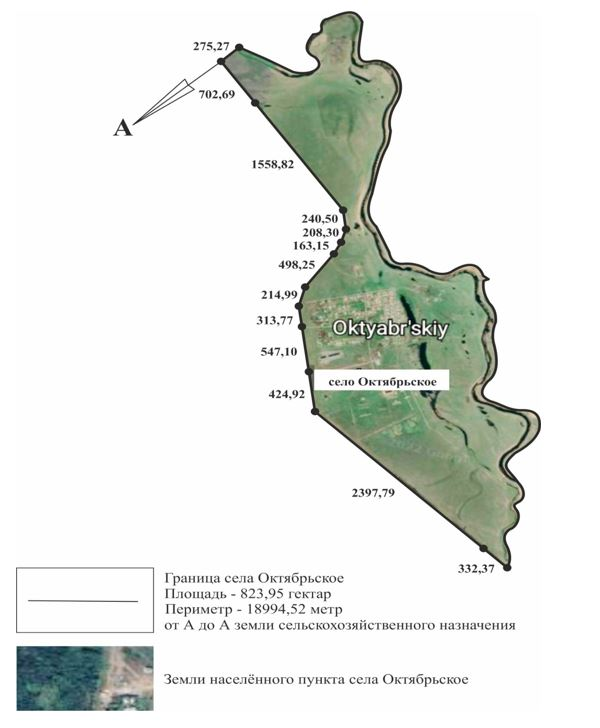 275,27
702,69
А
1558,82
240,50
208,30
163,15
498,25
214,99
313,77
Oktyabr'skiy
547,10
село Октябрьское
424,92
2397,79
332,37
Граница села Октябрьское
Площадь - 823,95 гектар
Периметр - 18994,52 метр
от А до А земли сельскохозяйственного назначения
Земли населённого пункта села Октябрьское